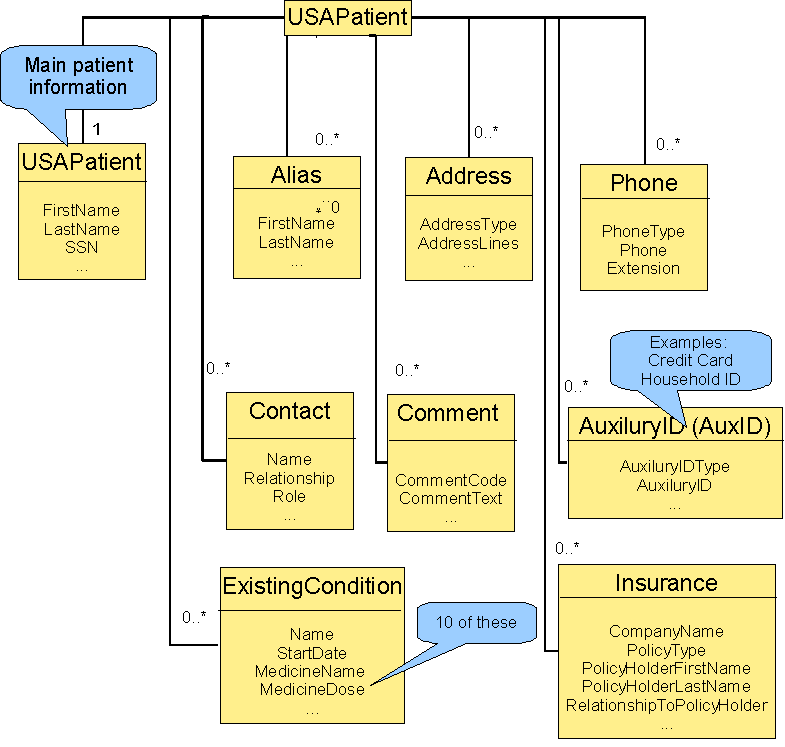 USAPatient
Main patient
information
1
0..*
0..*
0..*
USAPatient
FirstName
LastName
SSN
...
Alias
*..0
FirstName
LastName
...
Address
AddressType
AddressLines
...
Phone
PhoneType
Phone
Extension
0..*
0..*
0..*
Examples:
Credit Card
Household ID
Contact
Name
Relationship
Role
...
Comment
CommentCode
CommentText
...
AuxiluryID (AuxID)
AuxiluryIDType
AuxiluryID
...
0..*
0..*
ExistingCondition
Name
StartDate
MedicineName
MedicineDose
...
10 of these
Insurance
CompanyName
PolicyType
PolicyHolderFirstName
PolicyHolderLastName
RelationshipToPolicyHolder
...